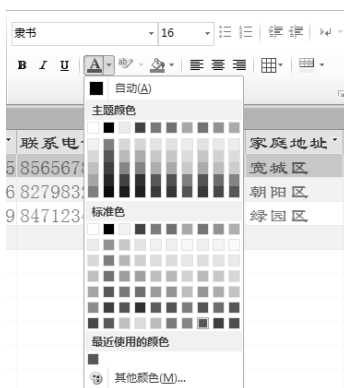 隶书 16
B I U A
自动(A)
主题颜色
联系电 家庭地址
5 8565678 宽城区
6 8279832 朝阳区
9 8471234 绿园区
标准色
最近使用的颜色
其他颜色(M)...